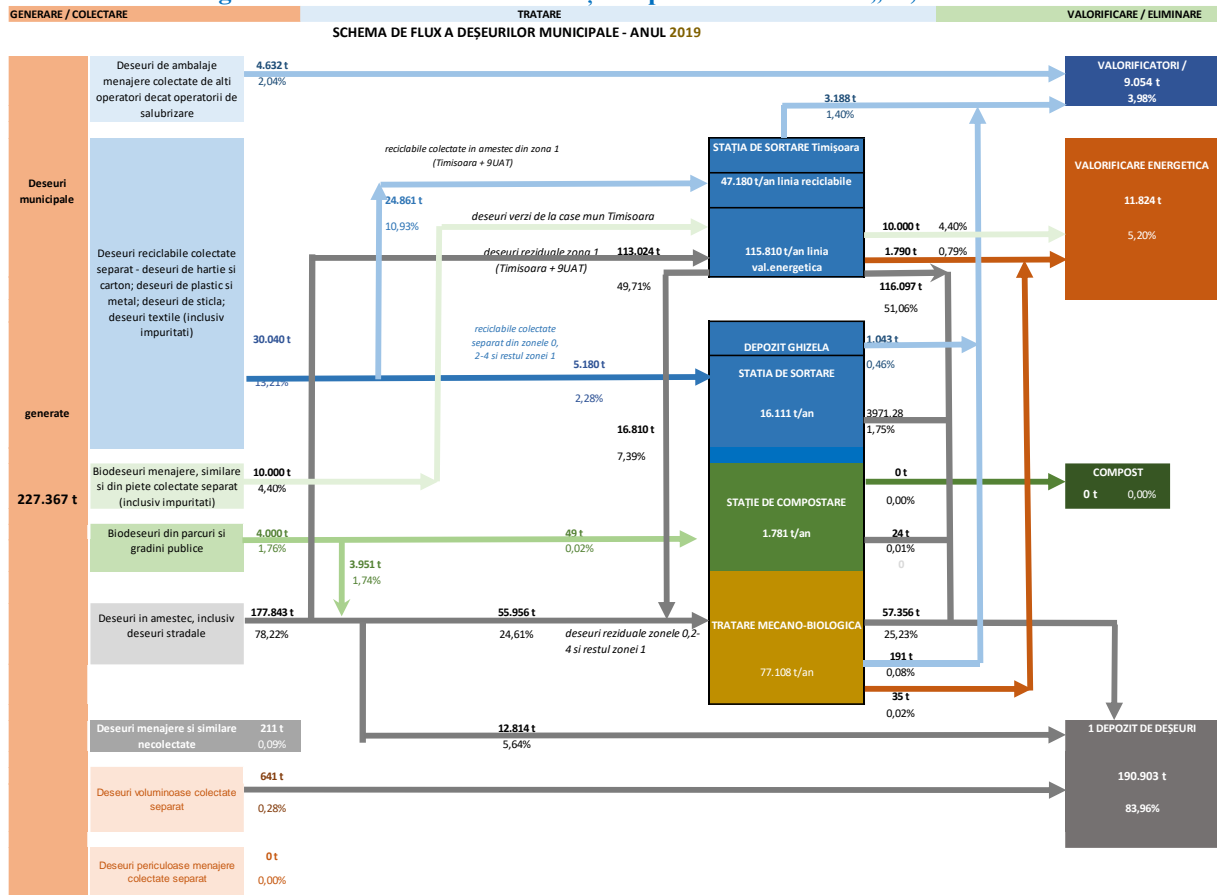 GENERARE / COLECTARE
TRATARE
VALORIFICARE / ELIMINARE
SCHEMA DE FLUX A DEȘEURILOR MUNICIPALE - ANUL 2019
Deseuri
municipale
generate
227.367 t
Deseuri de ambalaje
menajere colectate de alti
operatori decat operatorii de
salubrizare
4.632 t
2,04%
VALORIFICATORI /
9.054 t
3,98%
3.188 t
1,40%
Deseuri reciclabile colectate
separat - deseuri de hartie si
carton; deseuri de plastic si
metal; deseuri de sticla;
deseuri textile (inclusiv
impuritati)
30.040 t
13,21%
reciclabile colectate in amestec din zona 1
(Timisoara + 9UAT)
24.861 t
10,93%
deseuri verzi de la case mun Timisoara
deseuri reziduale zona 1
(Timisoara + 9UAT)
113.024 t
49,71%
STAȚIA DE SORTARE Timișoara
47.180 t/an linia reciclabile
115.810 t/an linia
val.energetica
10.000 t
4,40%
1.790 t
0,79%
116.097 t
51,06%
VALORIFICARE ENERGETICA
11.824 t
5,20%
reciclabile colectate
separat din zonele 0,
2-4 si restul zonei 1
5.180 t
2,28%
16.810 t
7,39%
DEPOZIT GHIZELA
STATIA DE SORTARE
16.111 t/an
1.043 t
0,46%
3971.28
1,75%
Biodeseuri menajere, similare
si din piete colectate separat
(inclusiv impuritati)
10.000 t
4,40%
STAȚIE DE COMPOSTARE
1.781 t/an
0 t
0,00%
COMPOST
0 t
0,00%
Biodeseuri din parcuri si
gradini publice
4.000 t
1,76%
49 t
0,02%
3.951 t
1,74%
24 t
0,01%
0
Deseuri in amestec, inclusiv
deseuri stradale
177.843 t
78,22%
55.956 t
24,61%
deseuri reziduale zonele 0,2-
4 si restul zonei 1
TRATARE MECANO-BIOLOGICA
77.108 t/an
57.356 t
25,23%
191 t
0,08%
35 t
0,02%
Deseuri menajere si similare
necolectate
211 t
0,09%
12.814 t
5,64%
1 DEPOZIT DE DEȘEURI
190.903 t
83,96%
Deseuri voluminoase colectate
separat
641 t
0,28%
Deseuri periculoase menajere
colectate separat
0 t
0,00%